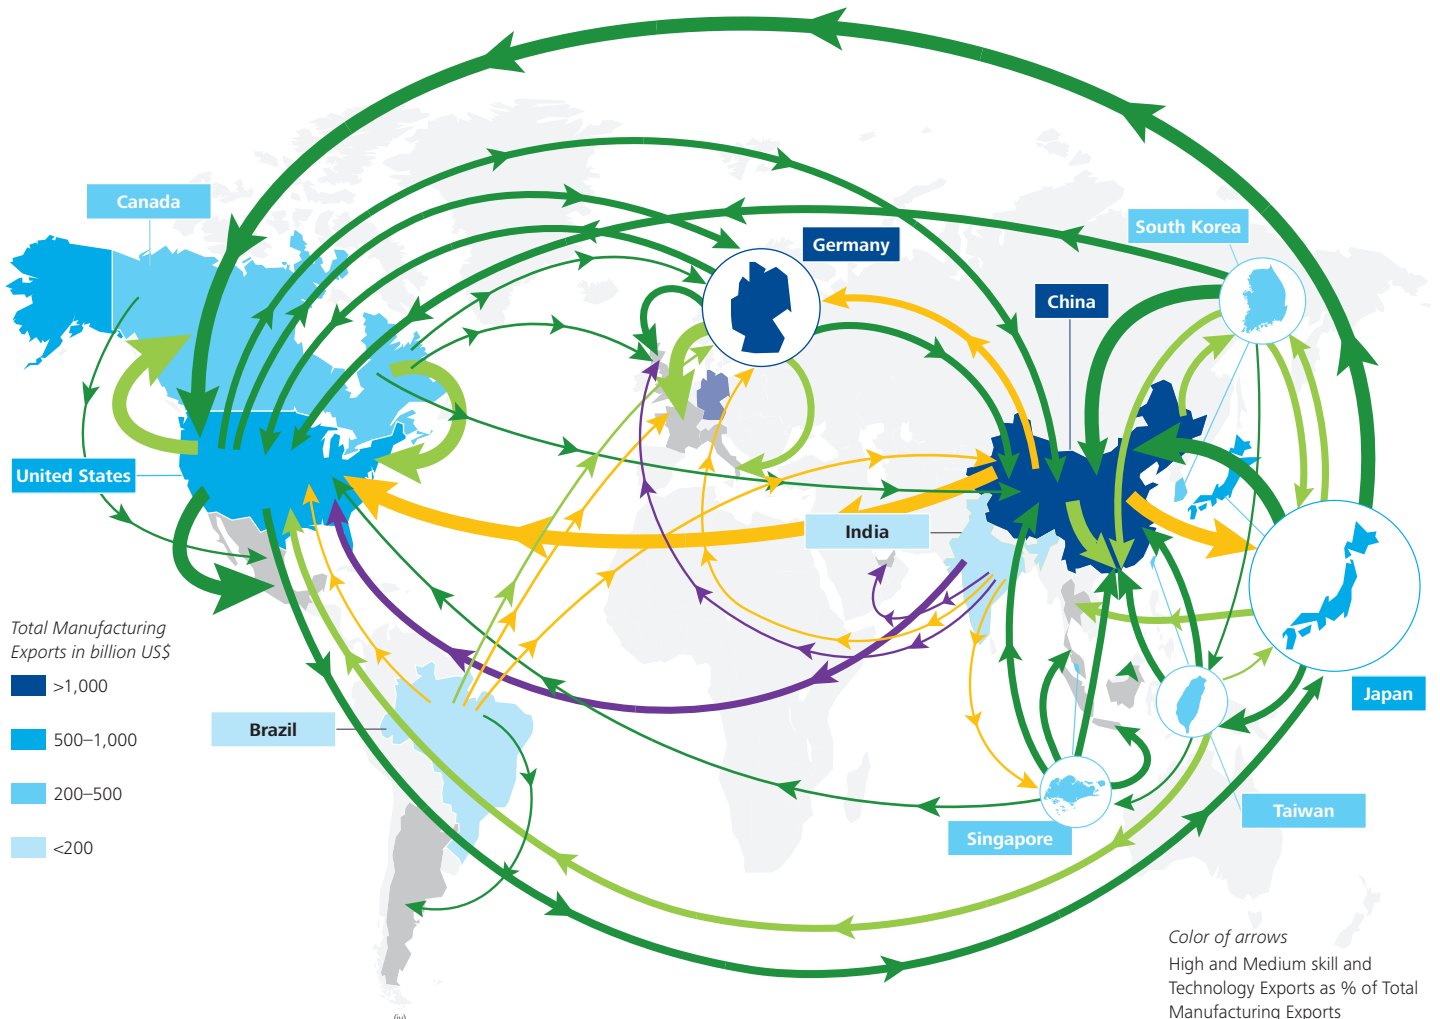 Canada
South Korea
Germany
China
United States
India
Total Manufacturing
Exports in billion US$
>1,000
500–1,000
200–500
<200
Brazil
Japan
Taiwan
Singapore
Color of arrows
High and Medium skill and
Technology Exports as % of Total
Manufacturing Exports